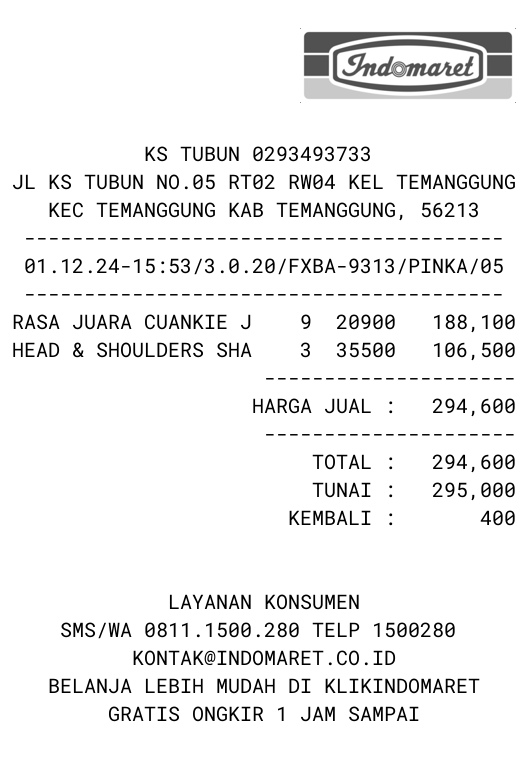 Indomaret
KS TUBUN 0293493733
JL KS TUBUN NO.05 RT02 RW04 KEL TEMANGGUNG
KEC TEMANGGUNG KAB TEMANGGUNG, 56213
----------------------------------------
01.12.24-15:53/3.0.20/FXBA-9313/PINKA/05
----------------------------------------
RASA JUARA CUANKIE J 9 20900 188,100
HEAD & SHOULDERS SHA 3 35500 106,500
---------------------
HARGA JUAL : 294,600
---------------------
TOTAL : 294,600
TUNAI : 295,000
KEMBALI : 400
LAYANAN KONSUMEN
SMS/WA 0811.1500.280 TELP 1500280
KONTAK@INDOMARET.CO.ID
BELANJA LEBIH MUDAH DI KLIKINDOMARET
GRATIS ONGKIR 1 JAM SAMPAI